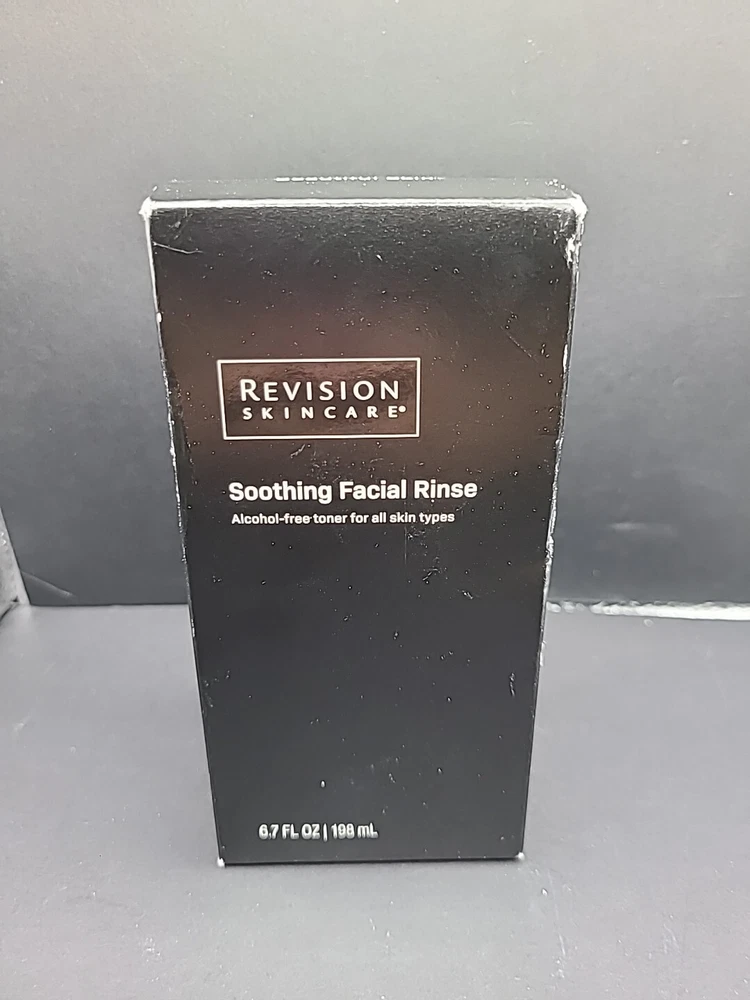 REVISION
SKINCARE®
Soothing Facial Rinse
Alcohol-free toner for all skin types
6.7 FL OZ | 198 mL